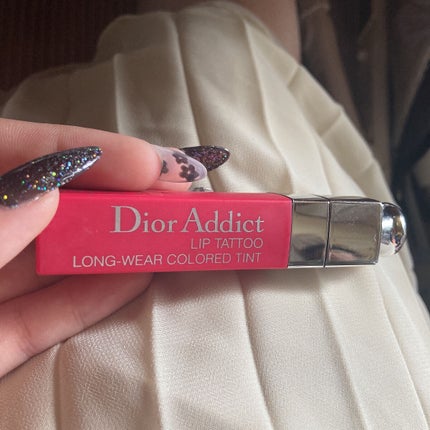 Dior Addict
LIP TATTOO
LONG-WEAR COLORED TINT